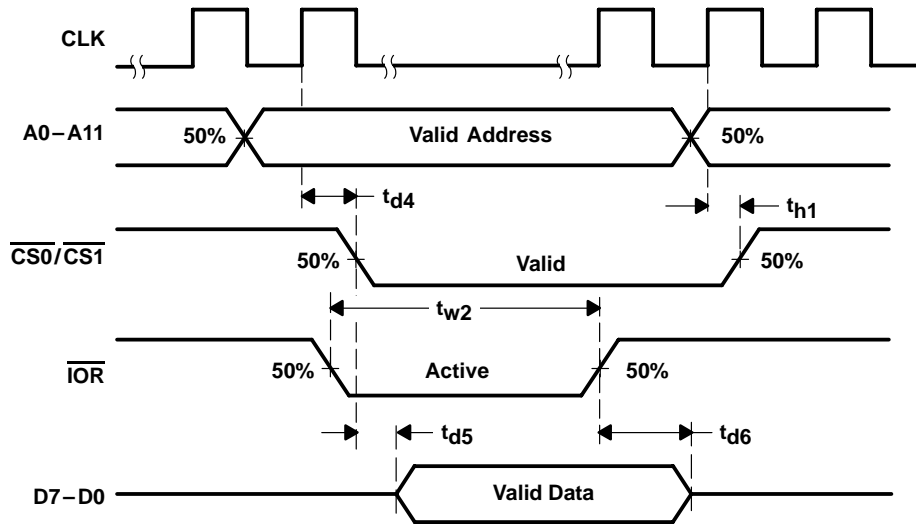 CLK
A0–A11
50%
Valid Address
50%
td4
th1
CS0/CS1
50%
Valid
50%
tw2
IOR
50%
Active
50%
td5
td6
D7–D0
Valid Data